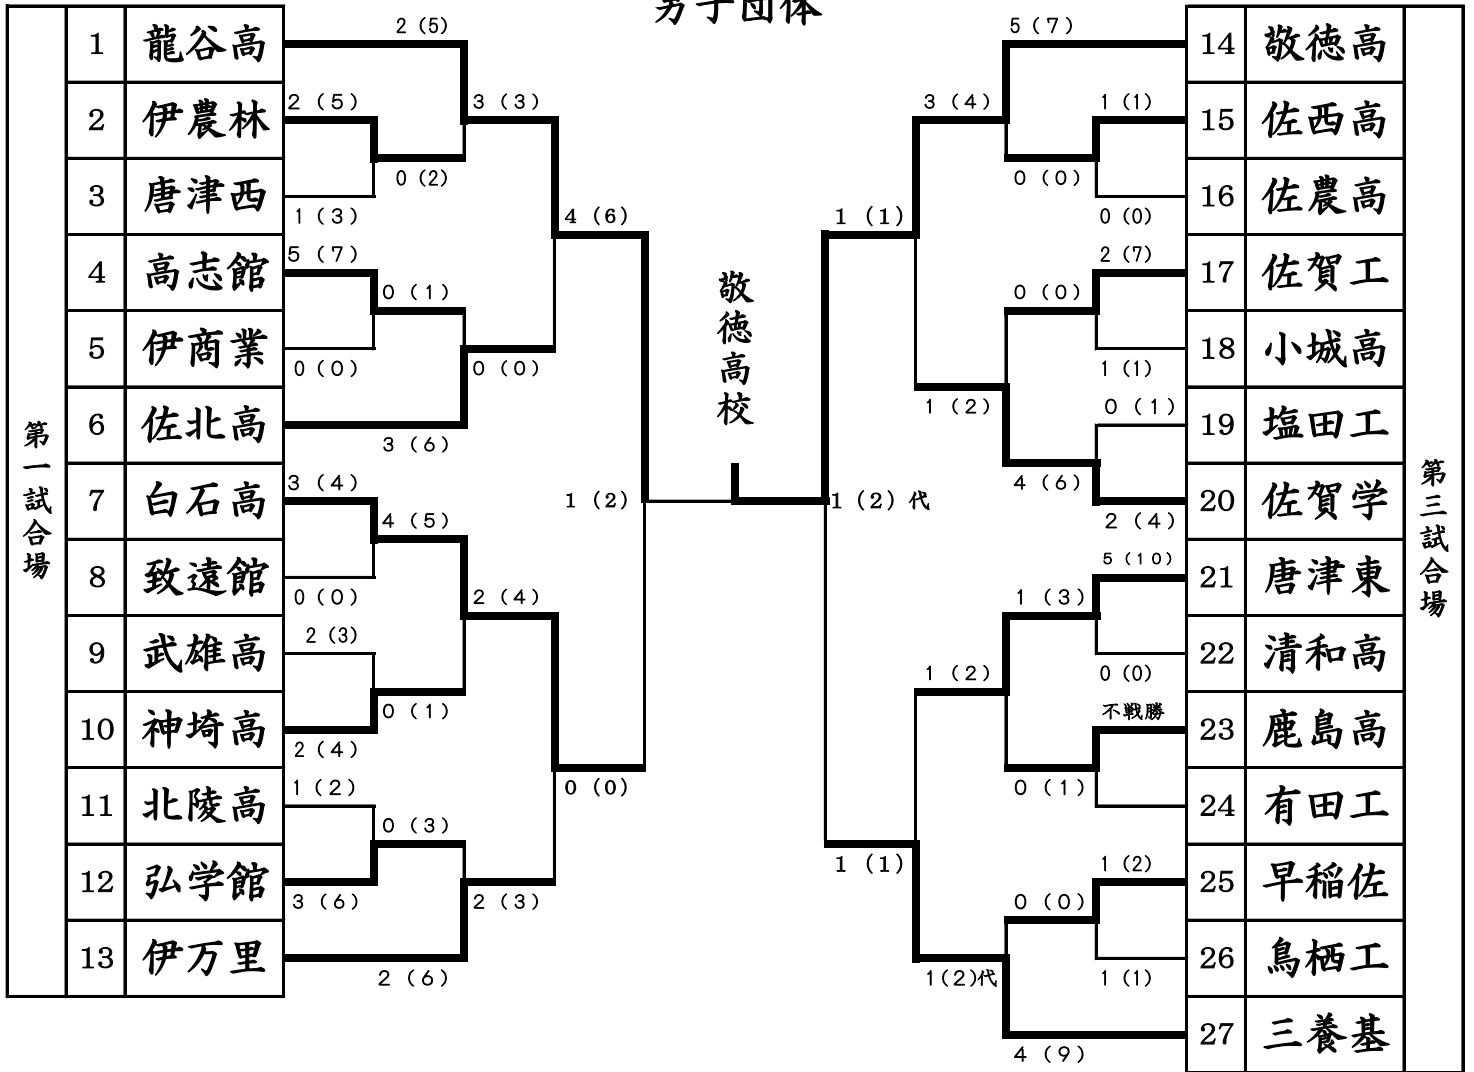 男子団体
第一試合場
1 龍谷高
2 伊農林
3 唐津西
4 高志館
5 伊商業
6 佐北高
7 白石高
8 致遠館
9 武雄高
10 神埼高
11 北陵高
12 弘学館
13 伊万里
2 (5)
2 (5)
3 (3)
0 (2)
1 (3)
4 (6)
5 (7)
0 (1)
0 (0)
0 (0)
3 (6)
3 (4)
1 (2)
4 (5)
0 (0)
2 (4)
2 (3)
0 (1)
2 (4)
1 (2)
0 (0)
0 (3)
3 (6)
2 (3)
2 (6)
敬徳高校
5 (7)
3 (4)
1 (1)
0 (0)
1 (1)
0 (0)
2 (7)
0 (0)
1 (1)
1 (2)
0 (1)
4 (6)
1 (2) 代
2 (4)
5 (10)
1 (3)
1 (2)
0 (0)
不戦勝
0 (1)
1 (1)
1 (2)
0 (0)
1(2)代
1 (1)
4 (9)
14 敬徳高
15 佐西高
16 佐農高
17 佐賀工
18 小城高
19 塩田工
20 佐賀学
21 唐津東
22 清和高
23 鹿島高
24 有田工
25 早稲佐
26 鳥栖工
27 三養基
第三試合場